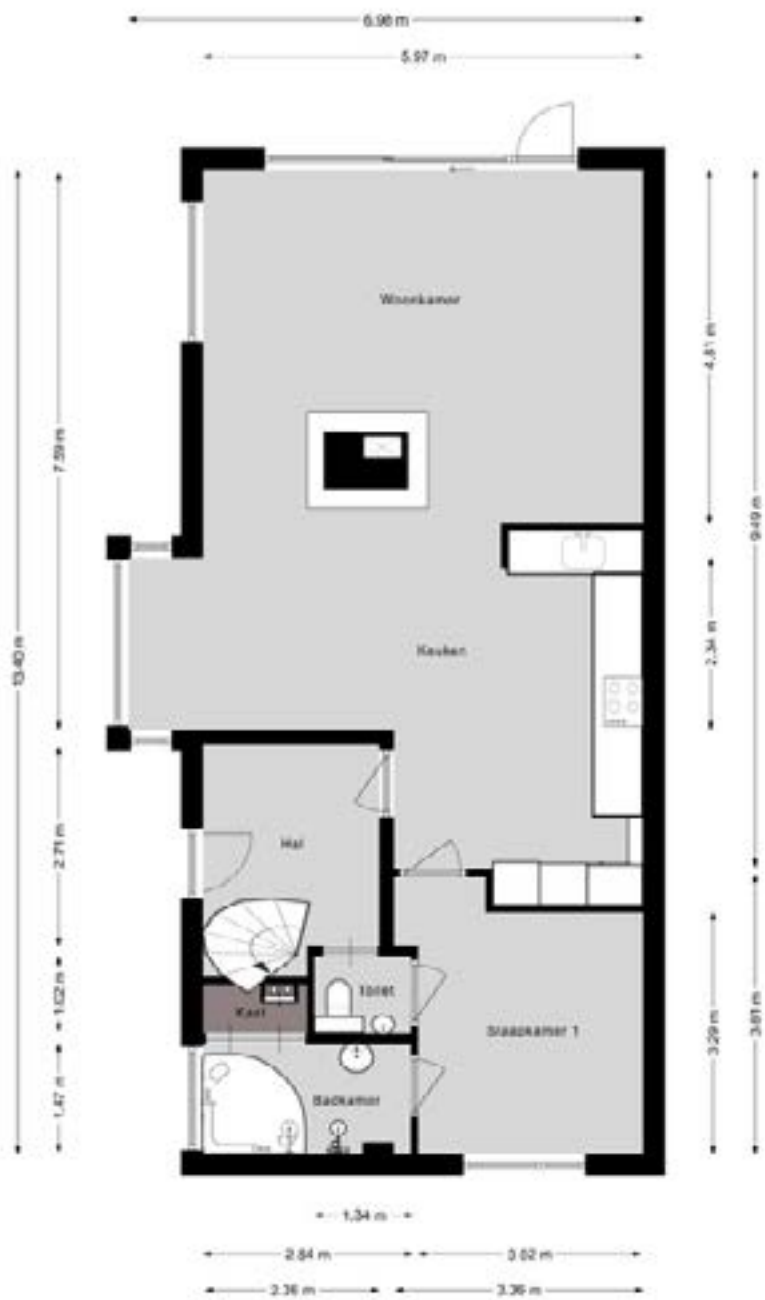 6.98 m
5.97 m
Woonkamer
4.81 m
7.59 m
9.49 m
13.40 m
Keuken
2.34 m
Hal
2.71 m
Toilet
Kast
1.02 m
Slaapkamer 1
3.29 m
3.81 m
Badkamer
1.47 m
1.34 m
2.84 m
3.02 m
2.36 m
3.36 m